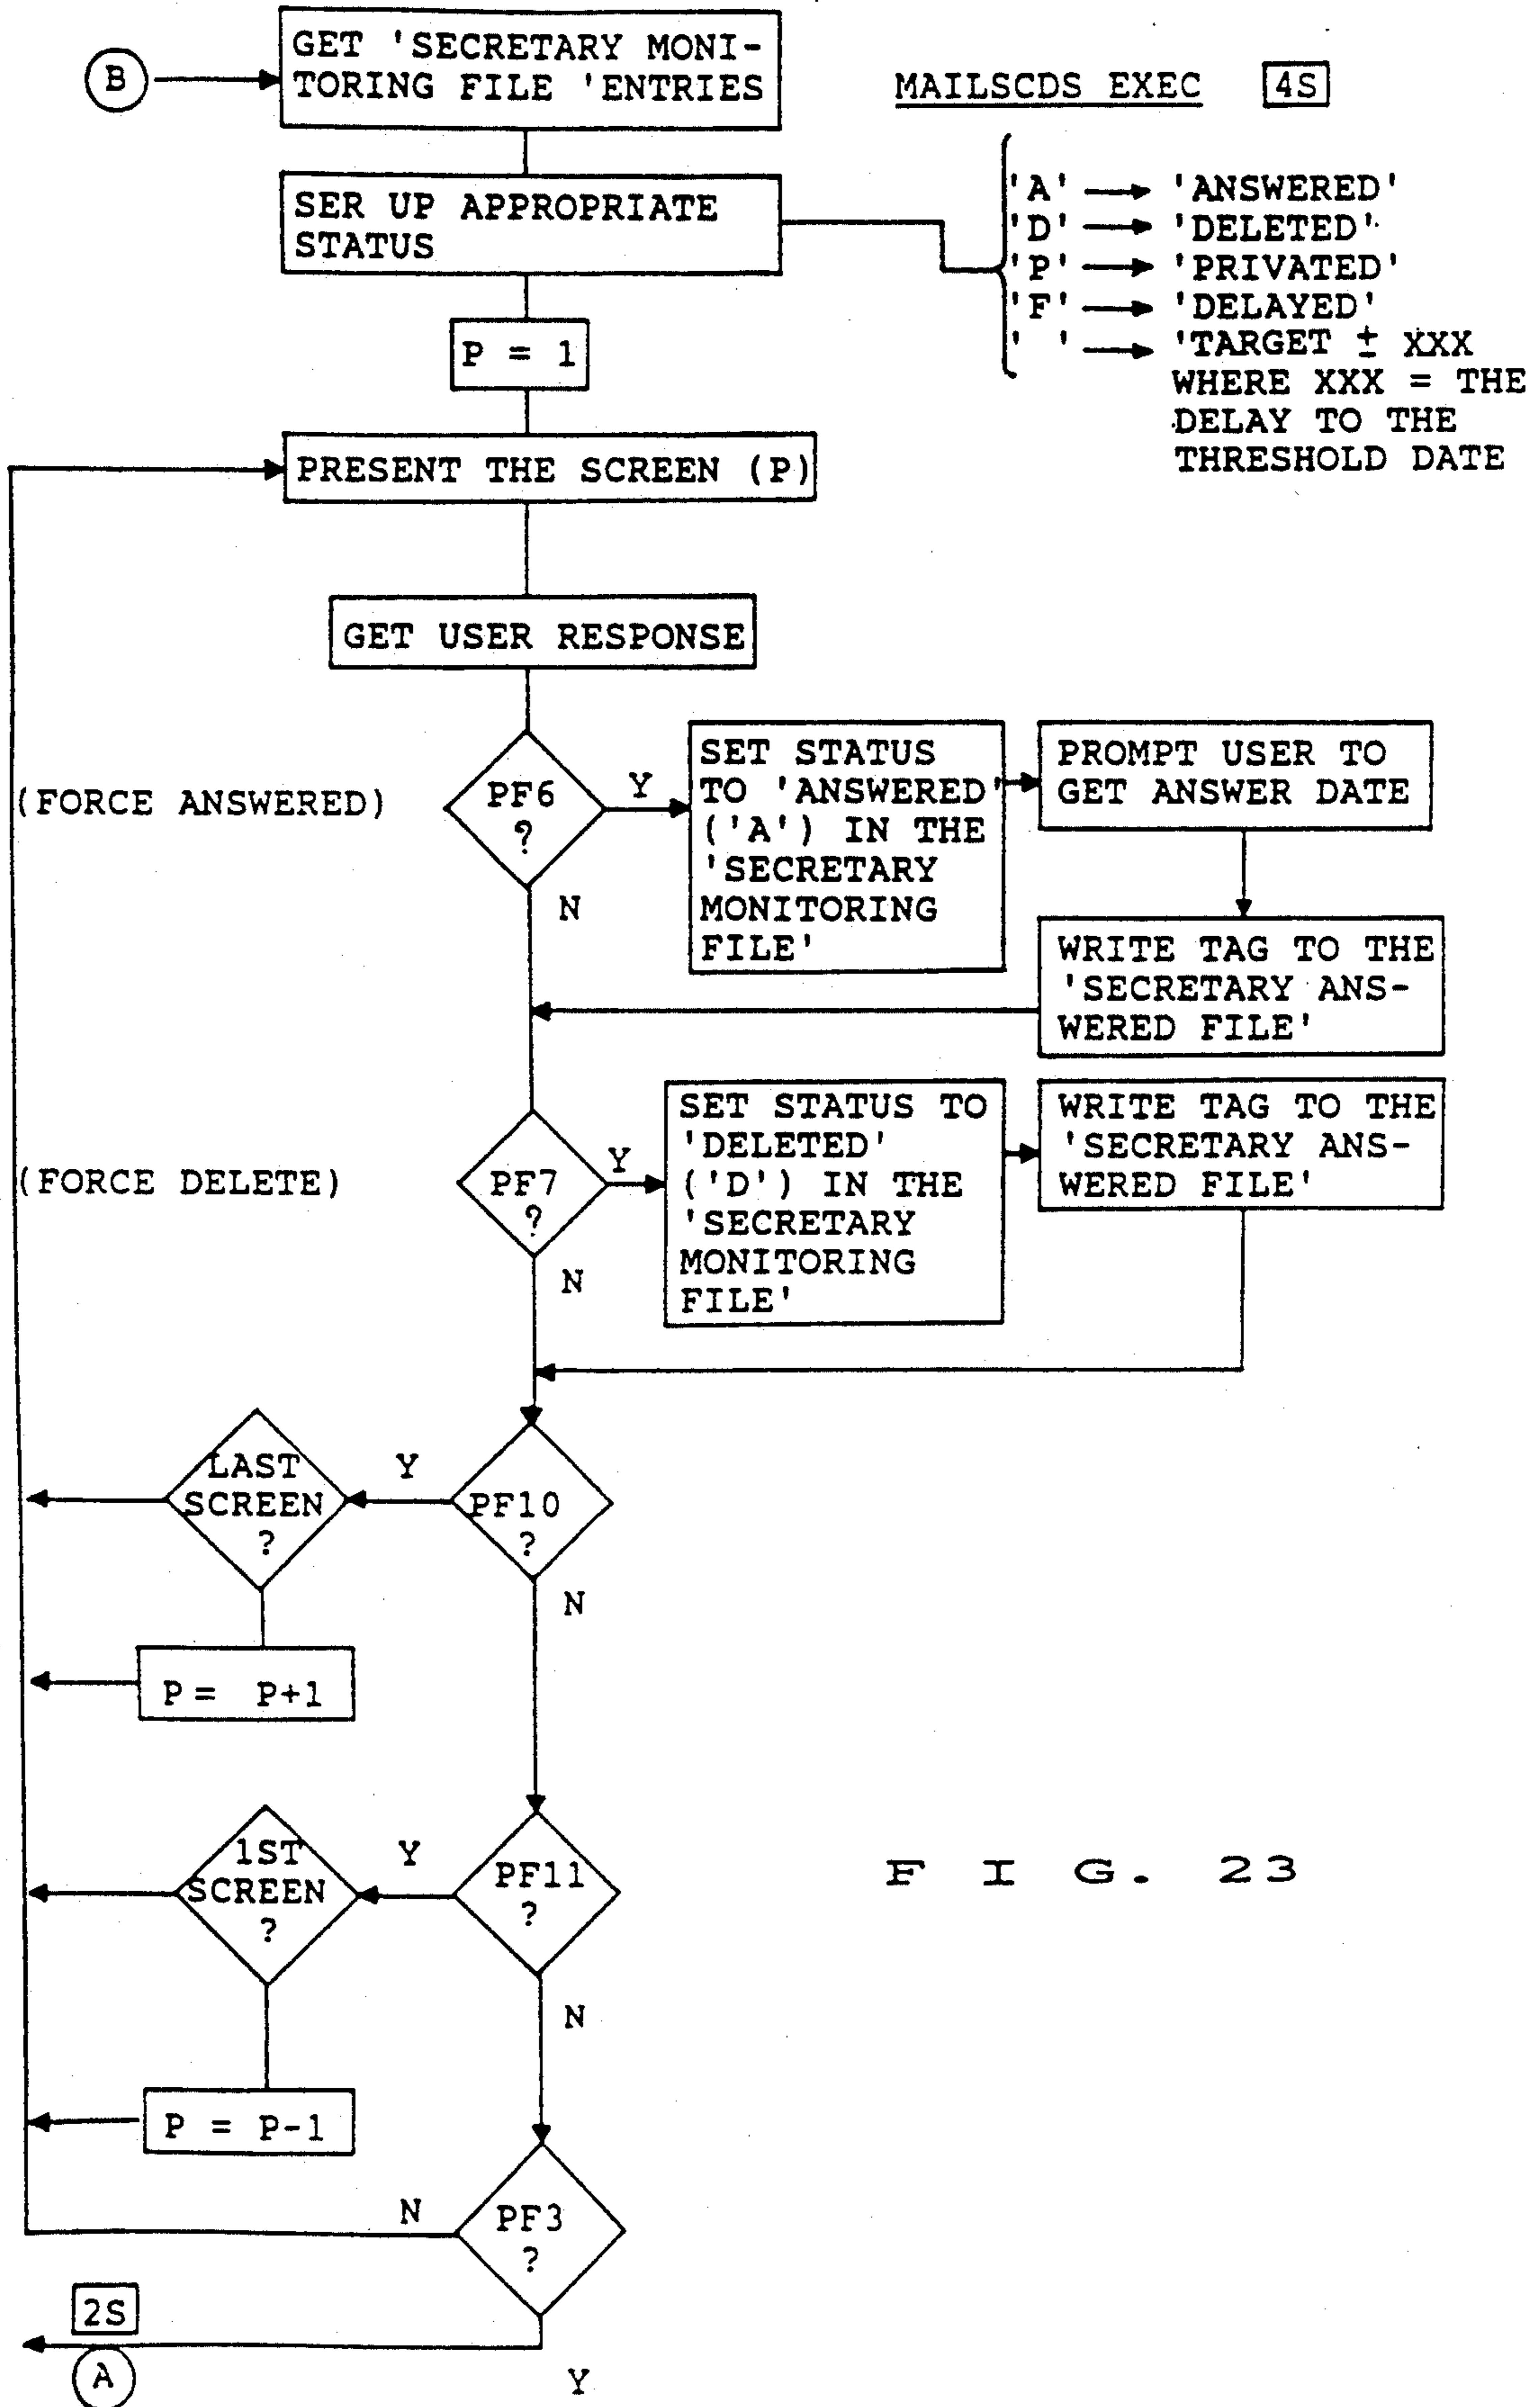 B
GET 'SECRETARY MONI-
TORING FILE 'ENTRIES
MAILSCDS EXEC 4S
SER UP APPROPRIATE
STATUS
'A' 'ANSWERED'
'D' 'DELETED'
'P' 'PRIVATED'
'F' 'DELAYED'
' ' 'TARGET ± XXX
WHERE XXX = THE
DELAY TO THE
THRESHOLD DATE
P = 1
PRESENT THE SCREEN (P)
GET USER RESPONSE
(FORCE ANSWERED)
PF6
?
Y
N
SET STATUS
TO 'ANSWERED'
('A') IN THE
'SECRETARY
MONITORING
FILE'
PROMPT USER TO
GET ANSWER DATE
WRITE TAG TO THE
'SECRETARY ANS-
WERED FILE'
(FORCE DELETE)
PF7
?
Y
N
SET STATUS TO
'DELETED'
('D') IN THE
'SECRETARY
MONITORING
FILE'
WRITE TAG TO THE
'SECRETARY ANS-
WERED FILE'
LAST
SCREEN
?
Y
PF10
?
N
P = P+1
1ST
SCREEN
?
Y
PF11
?
N
F I G. 23
P = P-1
N
PF3
?
2S
A
Y